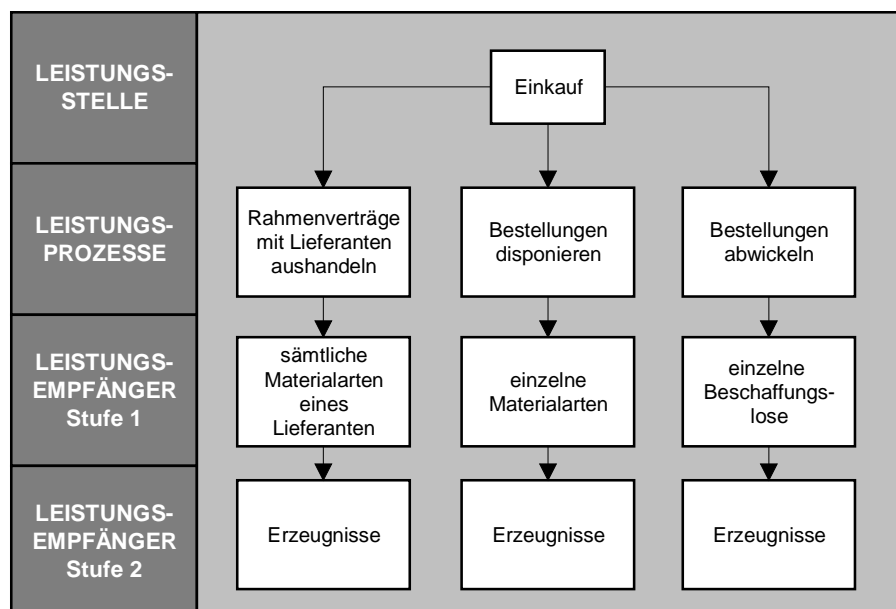 LEISTUNGS-
STELLE
Einkauf
LEISTUNGS-
PROZESSE
Rahmenverträge
mit Lieferanten
aushandeln
Bestellungen
disponieren
Bestellungen
abwickeln
LEISTUNGS-
EMPFÄNGER
Stufe 1
sämtliche
Materialarten
eines
Lieferanten
einzelne
Materialarten
einzelne
Beschaffungs-
lose
LEISTUNGS-
EMPFÄNGER
Stufe 2
Erzeugnisse
Erzeugnisse
Erzeugnisse